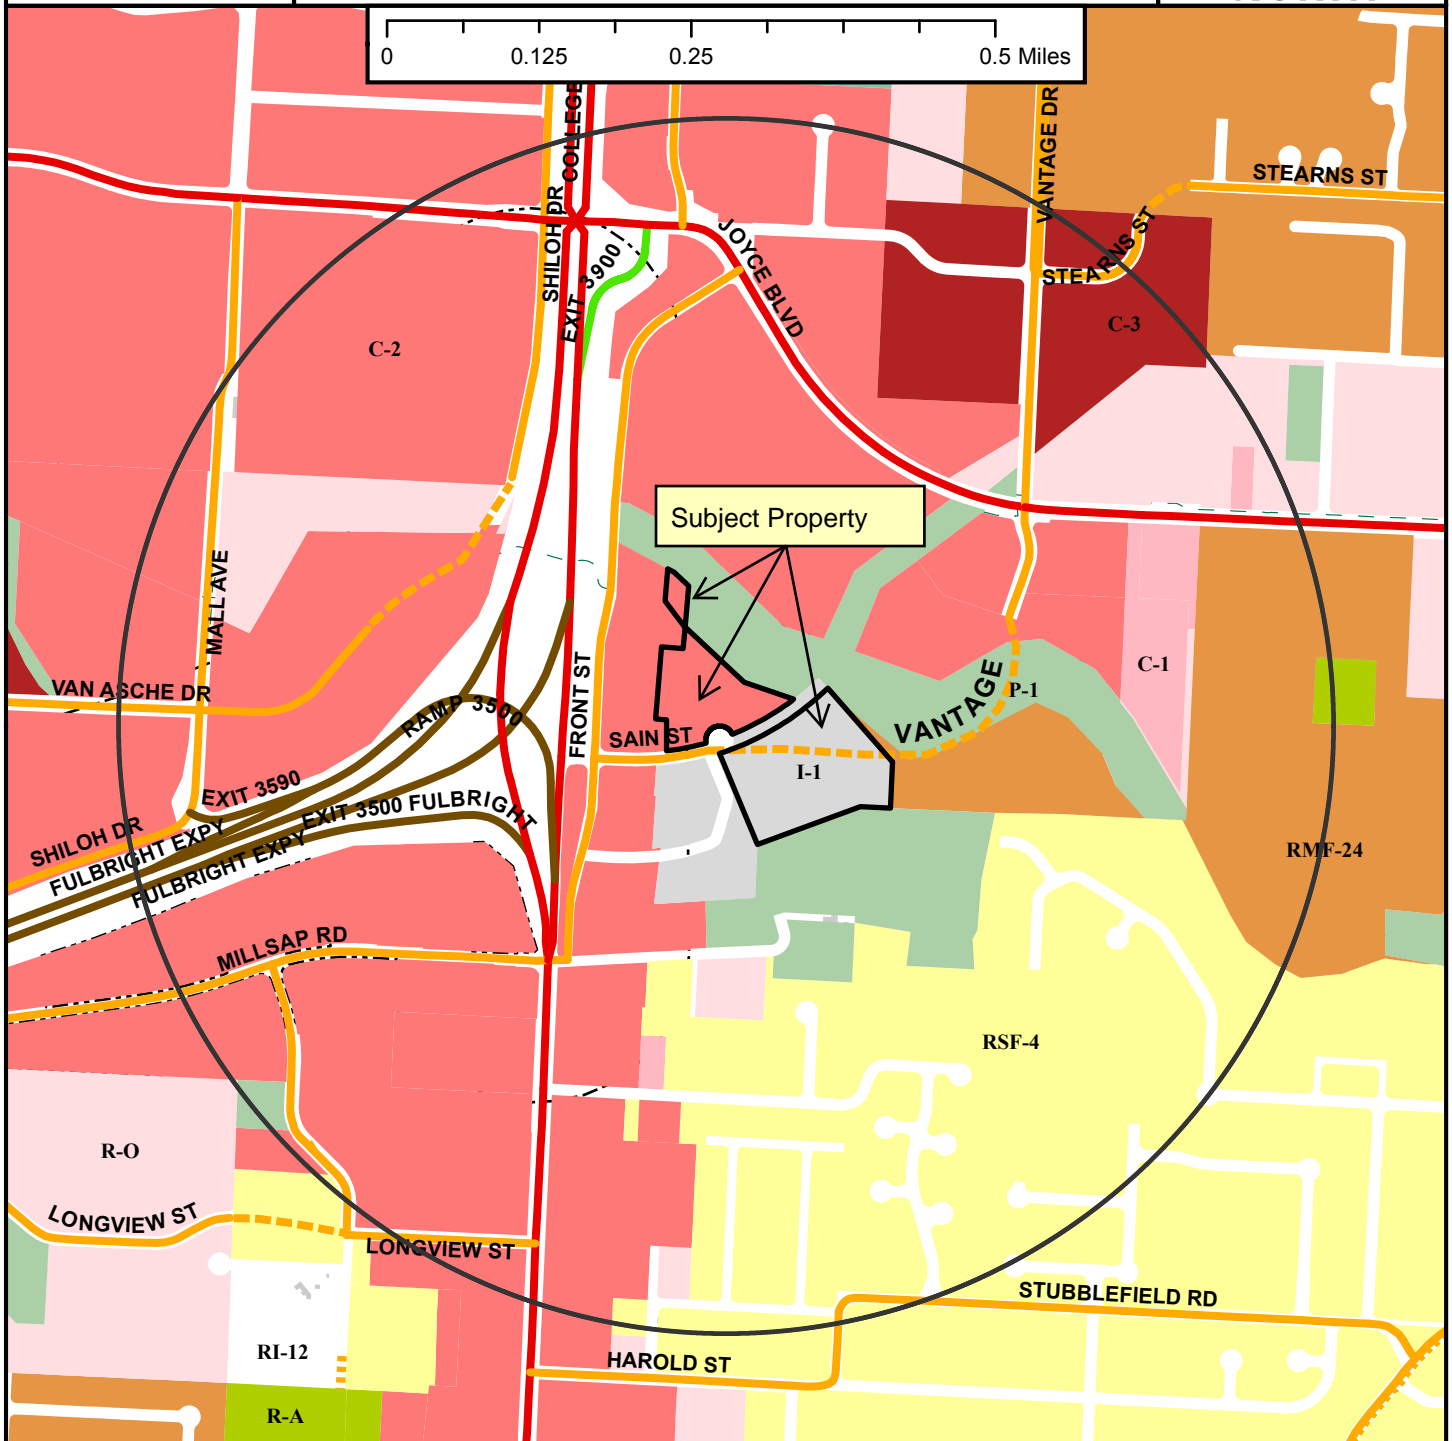 0 0.125 0.25 0.5 Miles
COLLEGE
VANTAGE DR
STEARNS ST
SHILOH DR
EXIT 3900
JOYCE BLVD
STEARNS ST
C-3
C-2
Subject Property
MALL AVE
VAN ASCHE DR
RAMP 3500
FRONT ST
SAIN ST
VANTAGE
P-1
C-1
I-1
EXIT 3590
EXIT 3500 FULBRIGHT
SHILOH DR
FULBRIGHT EXPY
FULBRIGHT EXPY
RMF-24
MILLSAP RD
RSF-4
R-O
LONGVIEW ST
LONGVIEW ST
STUBBLEFIELD RD
RI-12
HAROLD ST
R-A